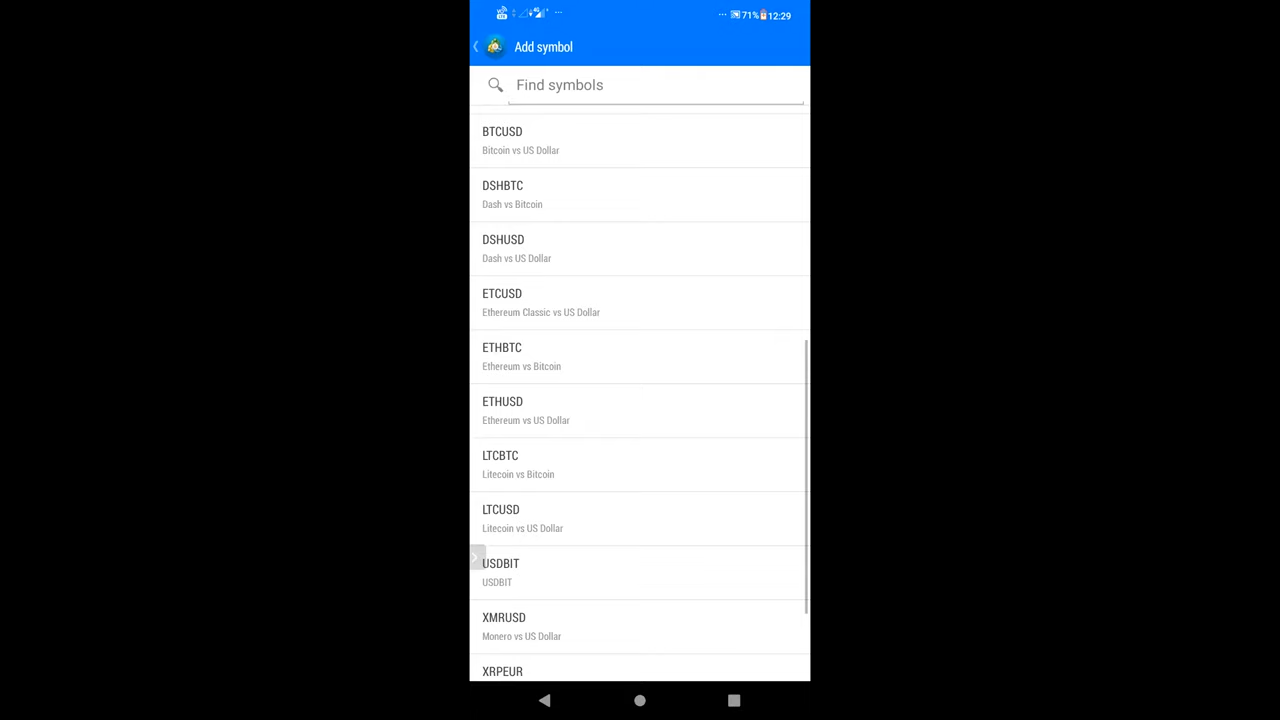 71% 12:29
Add symbol
Find symbols
BTCUSD
Bitcoin vs US Dollar
DSHBTC
Dash vs Bitcoin
DSHUSD
Dash vs US Dollar
ETCUSD
Ethereum Classic vs US Dollar
ETHBTC
Ethereum vs Bitcoin
ETHUSD
Ethereum vs US Dollar
LTCBTC
Litecoin vs Bitcoin
LTCUSD
Litecoin vs US Dollar
USDBIT
USDBIT
XMRUSD
Monero vs US Dollar
XRPEUR